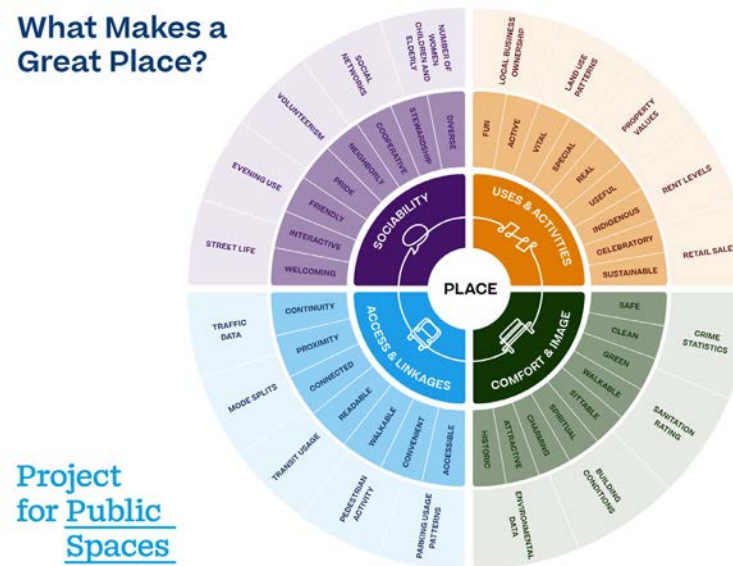 What Makes a
Great Place?
PLACE
SOCIABILITY
USES & ACTIVITIES
ACCESS & LINKAGES
COMFORT & IMAGE
WELCOMING
INTERACTIVE
FRIENDLY
PRIDE
NEIGHBORLY
COOPERATIVE
STEWARDSHIP
DIVERSE
STREET LIFE
EVENING USE
VOLUNTEERISM
SOCIAL
NETWORKS
NUMBER OF
WOMEN
CHILDREN AND
ELDERLY
FUN
ACTIVE
VITAL
SPECIAL
REAL
USEFUL
INDIGENOUS
CELEBRATORY
SUSTAINABLE
LOCAL BUSINESS
OWNERSHIP
LAND USE
PATTERNS
PROPERTY
VALUES
RENT LEVELS
RETAIL SALES
CONTINUITY
PROXIMITY
CONNECTED
READABLE
WALKABLE
CONVENIENT
ACCESSIBLE
TRAFFIC
DATA
MODE SPLITS
TRANSIT USAGE
PEDESTRIAN
ACTIVITY
PARKING USAGE
PATTERNS
SAFE
CLEAN
GREEN
WALKABLE
SITTABLE
SPIRITUAL
CHARMING
ATTRACTIVE
HISTORIC
CRIME
STATISTICS
SANITATION
RATING
BUILDING
CONDITIONS
ENVIRONMENTAL
DATA
Project
for Public
Spaces